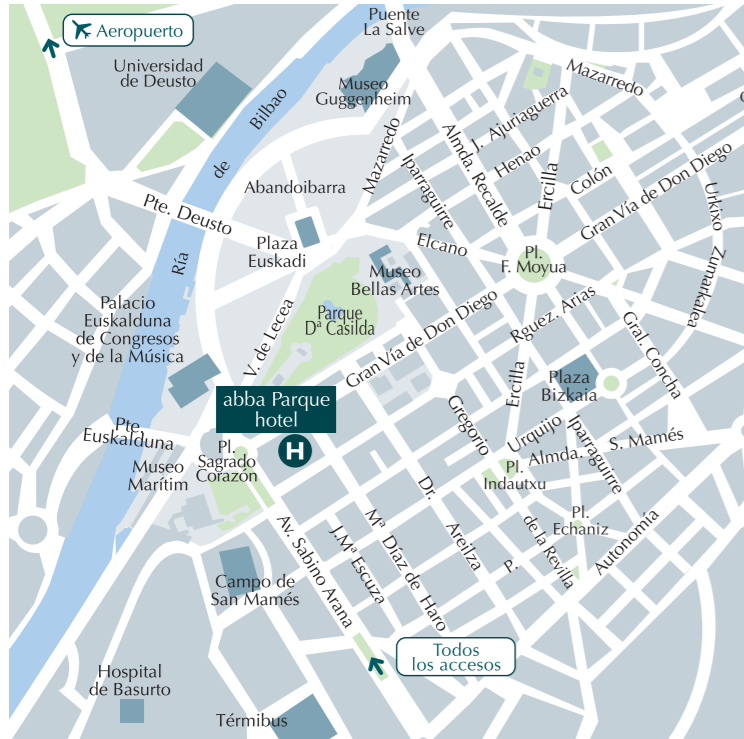 Aeropuerto
Puente
La Salve
Universidad
de Deusto
Museo
Guggenheim
Mazarredo
J. Ajuriaguerra
Almda. Recalde
Henao
Iparraguirre
Mazarredo
Ercilla
Colón
Gran Vía de Don Diego
Urkixo
Zumarkalea
Ría de Bilbao
Abandoibarra
Pte. Deusto
Plaza
Euskadi
Elcano
Pl.
F. Moyua
Museo
Bellas Artes
Parque
Dª Casilda
V. de Lecea
Gran Vía de Don Diego
Rguez. Arias
Gral. Concha
Palacio
Euskalduna
de Congresos
y de la Música
Plaza
Bizkaia
Ercilla
abba Parque
hotel
H
Gregorio
Urquijo
Almda.
Iparraguirre
S. Mamés
Pte.
Euskalduna
Pl.
Sagrado
Corazón
Museo
Marítim
Pl.
Indautxu
Dr.
Areilza
Pl.
Echaniz
P.
de la Revilla
Autonomía
Av. Sabino Arana
J.Mª Escuza
Mª Díaz de Haro
Campo de
San Mamés
Todos
los accesos
Hospital
de Basurto
Térmibus